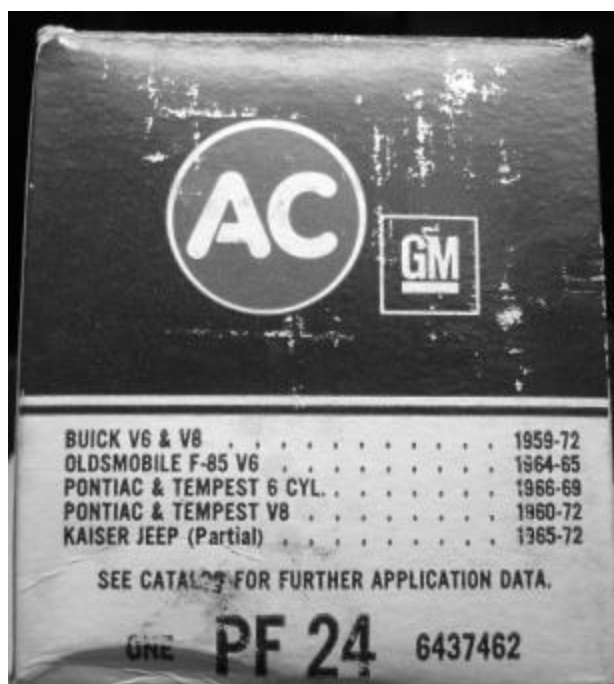 AC
GM
BUICK V6 & V8 . . . . . . . . . . . 1959-72
OLDSMOBILE F-85 V6 . . . . . . . . 1964-65
PONTIAC & TEMPEST 6 CYL. . . . . . . 1966-69
PONTIAC & TEMPEST V8 . . . . . . . 1960-72
KAISER JEEP (Partial) . . . . . . . . 1965-72
SEE CATALOG FOR FURTHER APPLICATION DATA.
ONE PF 24 6437462